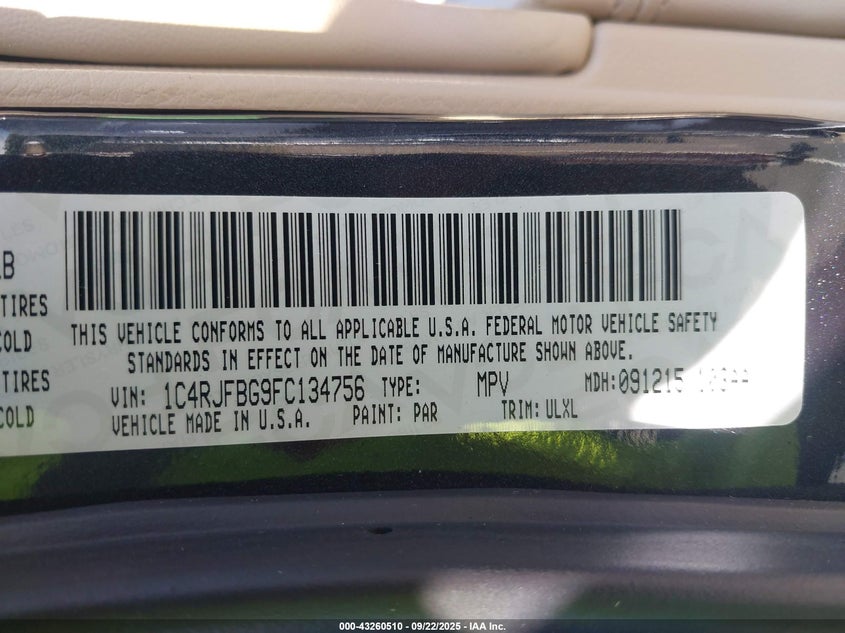 LB
TIRES
COLD
TIRES
COLD
THIS VEHICLE CONFORMS TO ALL APPLICABLE U.S.A. FEDERAL MOTOR VEHICLE SAFETY
STANDARDS IN EFFECT ON THE DATE OF MANUFACTURE SHOWN ABOVE.
VIN: 1C4RJFBG9FC134756 TYPE: MPV MDH: 091215
VEHICLE MADE IN U.S.A. PAINT: PAR TRIM: ULXL
000-43260510 - 09/22/2025 - IAA Inc.